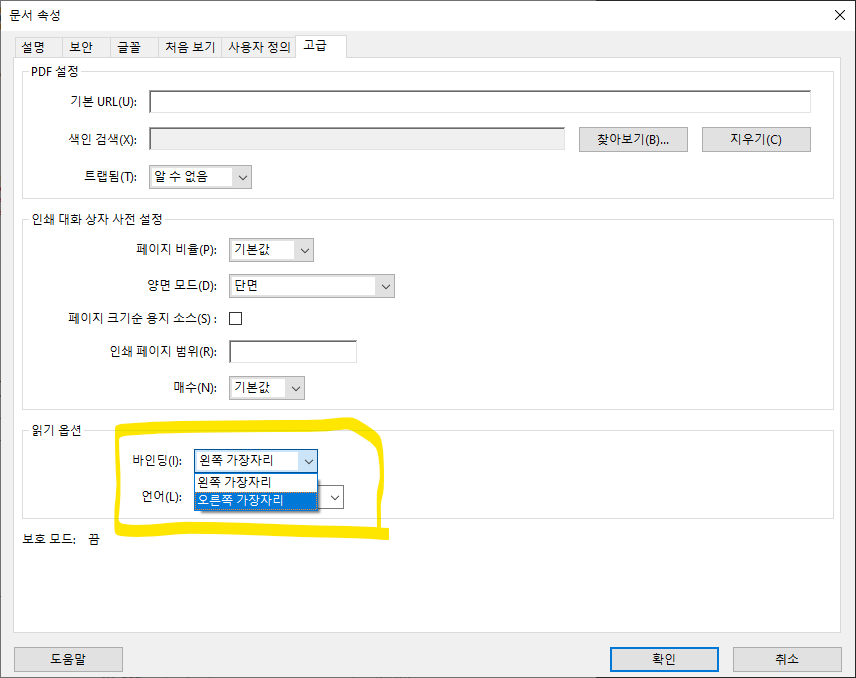 문서 속성
설명 보안 글꼴 처음 보기 사용자 정의 고급
PDF 설정
기본 URL(U):
색인 검색(X): 찾아보기(B)... 지우기(C)
트랩됨(T): 알 수 없음
인쇄 대화 상자 사전 설정
페이지 비율(P): 기본값
양면 모드(D): 단면
페이지 크기순 용지 소스(S) :
인쇄 페이지 범위(R):
매수(N): 기본값
읽기 옵션
바인딩(I): 왼쪽 가장자리
왼쪽 가장자리
언어(L): 오른쪽 가장자리
보호 모드: 끔
도움말 확인 취소